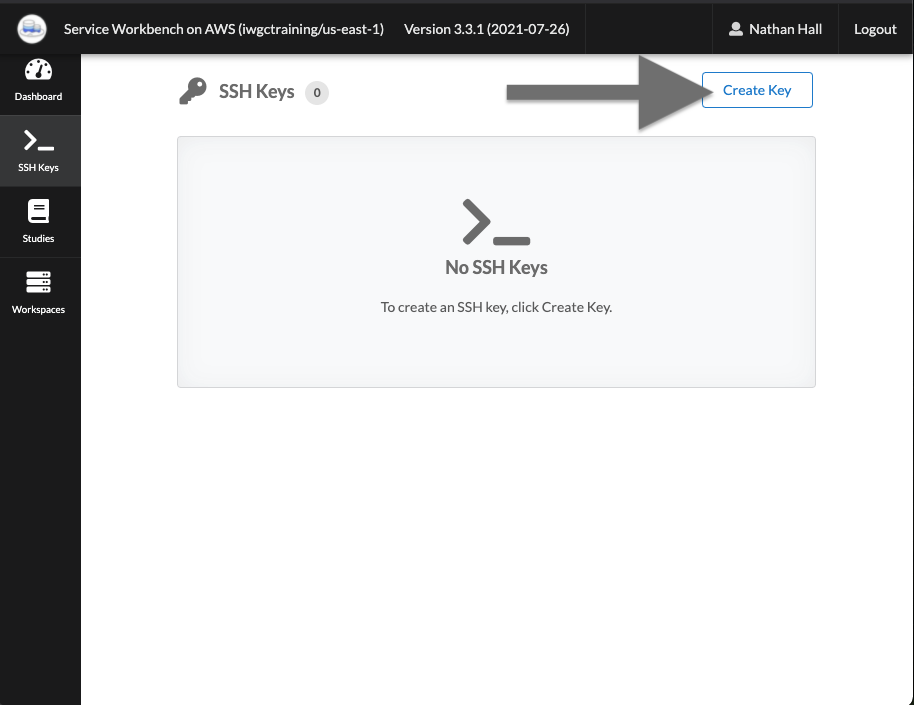 Service Workbench on AWS (iwgctraining/us-east-1) Version 3.3.1 (2021-07-26) Nathan Hall Logout
Dashboard
SSH Keys
Studies
Workspaces
SSH Keys 0
Create Key
No SSH Keys
To create an SSH key, click Create Key.